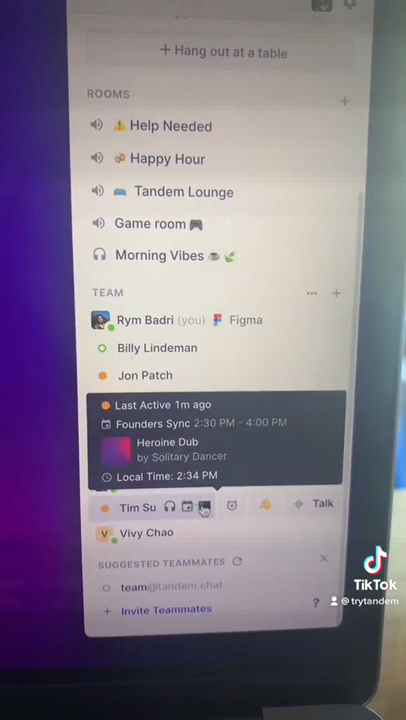 + Hang out at a table
ROOMS
Help Needed
Happy Hour
Tandem Lounge
Game room
Morning Vibes
TEAM
Rym Badri (you) Figma
Billy Lindeman
Jon Patch
Last Active 1m ago
Founders Sync 2:30 PM - 4:00 PM
Heroine Dub
by Solitary Dancer
Local Time: 2:34 PM
Tim Su Talk
V Vivy Chao
SUGGESTED TEAMMATES
team@tandem.chat
+ Invite Teammates ?
TikTok
@trytandem